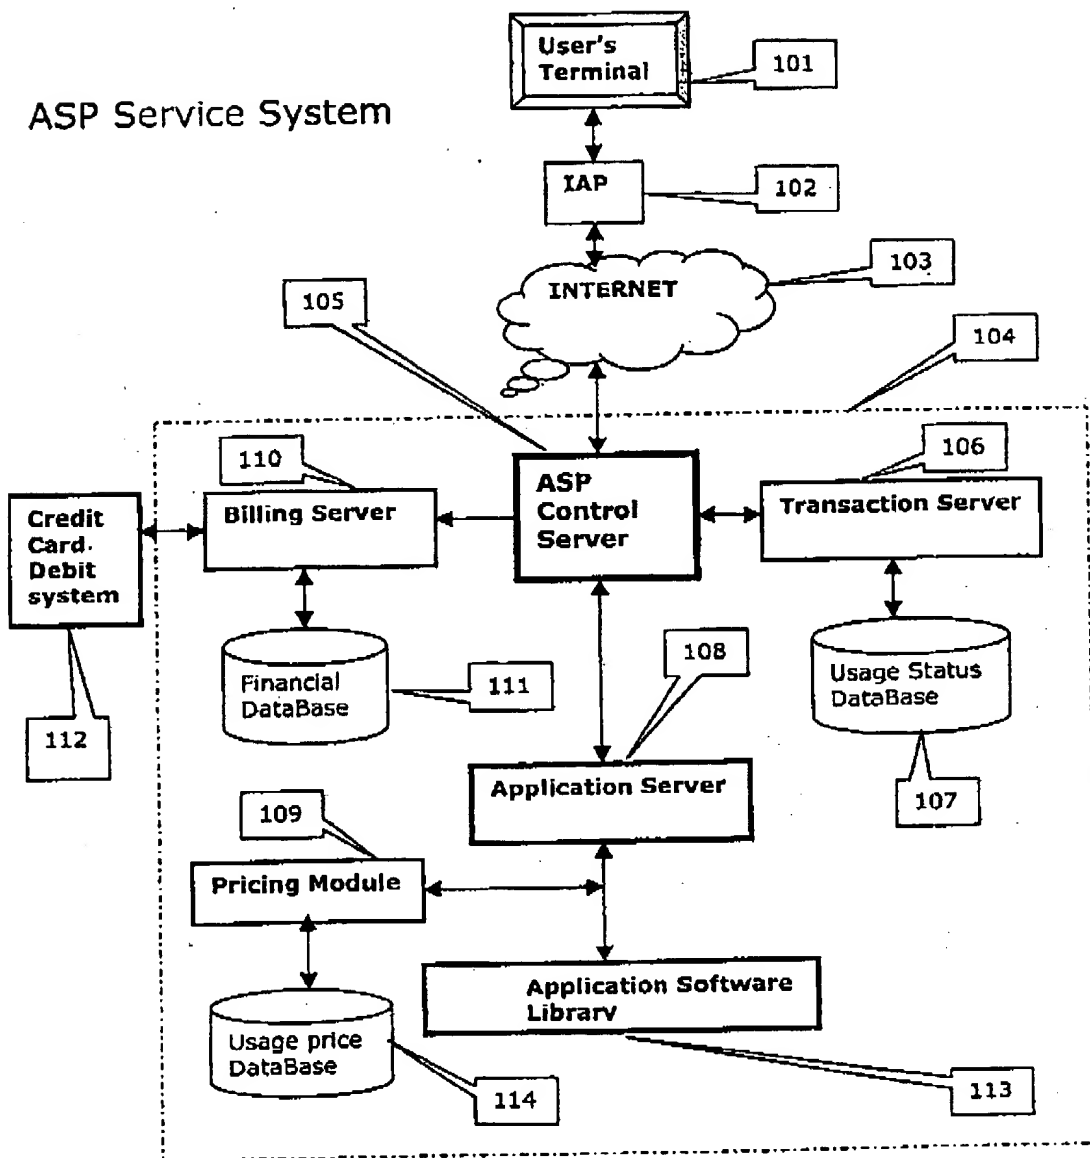 User's
Terminal
101
ASP Service System
IAP
102
INTERNET
103
105
104
110
106
ASP
Control
Server
Billing Server
Transaction Server
Credit
Card.
Debit
system
108
Financial
DataBase
111
Usage Status
DataBase
112
107
Application Server
109
Pricing Module
Application Software
Library
Usage price
DataBase
114
113